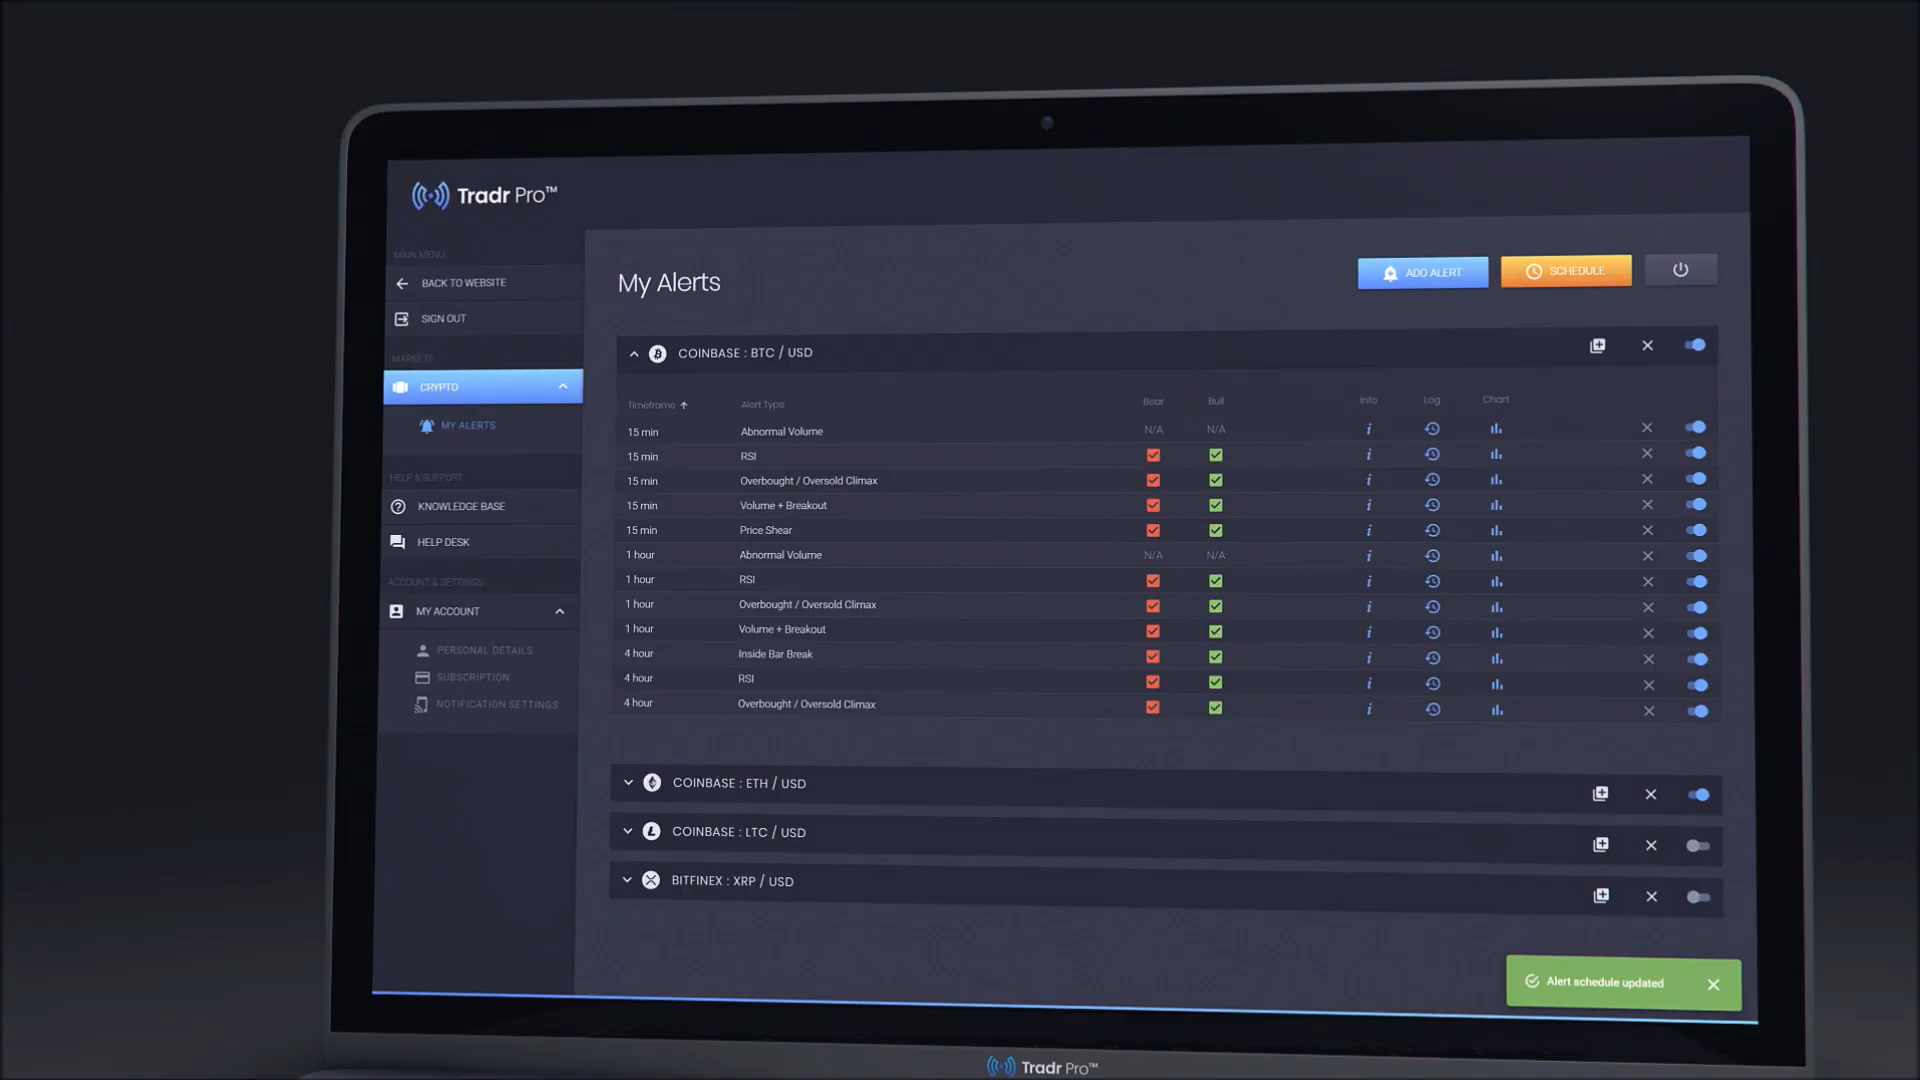 Tradr Pro™
MAIN MENU
BACK TO WEBSITE
SIGN OUT
MARKETS
CRYPTO
MY ALERTS
HELP & SUPPORT
KNOWLEDGE BASE
HELP DESK
ACCOUNT & SETTINGS
MY ACCOUNT
PERSONAL DETAILS
SUBSCRIPTION
NOTIFICATION SETTINGS
My Alerts
ADD ALERT
SCHEDULE
COINBASE : BTC / USD
Timeframe Alert Type Bear Bull Info Log Chart
15 min Abnormal Volume N/A N/A
15 min RSI
15 min Overbought / Oversold Climax
15 min Volume + Breakout
15 min Price Shear
1 hour Abnormal Volume N/A N/A
1 hour RSI
1 hour Overbought / Oversold Climax
1 hour Volume + Breakout
4 hour Inside Bar Break
4 hour RSI
4 hour Overbought / Oversold Climax
COINBASE : ETH / USD
COINBASE : LTC / USD
BITFINEX : XRP / USD
Alert schedule updated
Tradr Pro™